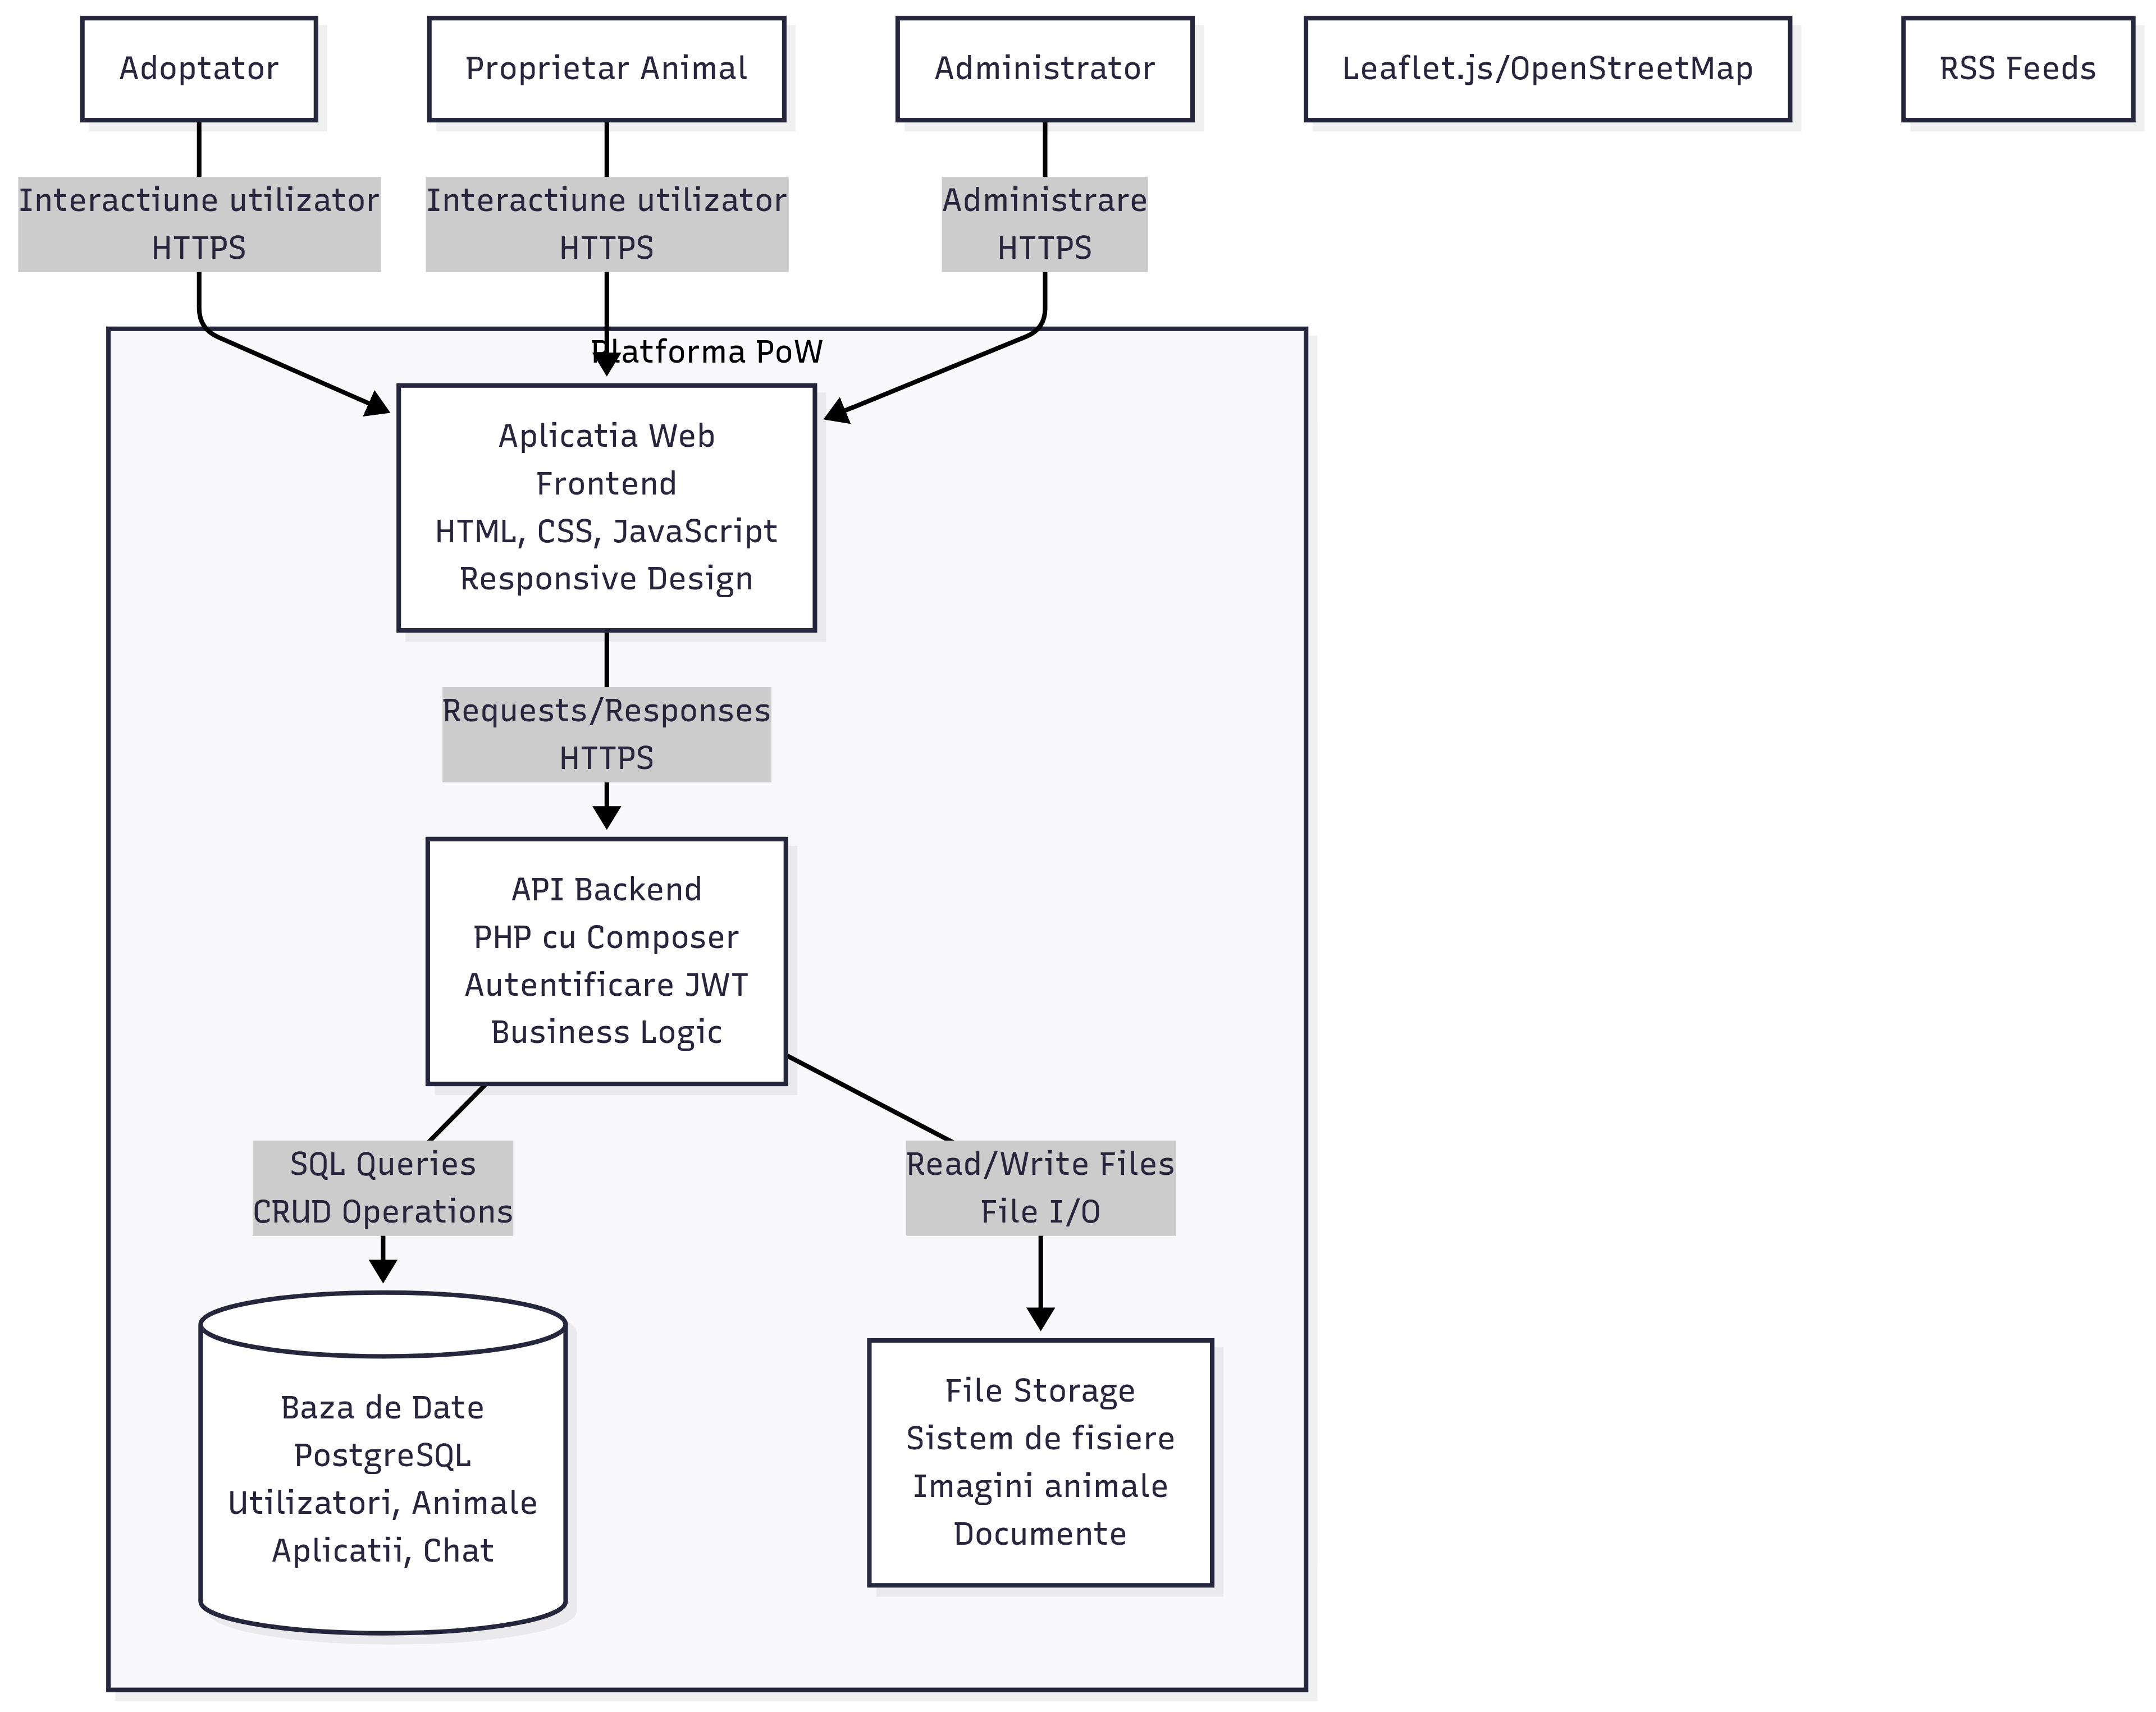 Adoptator
Proprietar Animal
Administrator
Leaflet.js/OpenStreetMap
RSS Feeds
Interactiune utilizator
HTTPS
Interactiune utilizator
HTTPS
Administrare
HTTPS
Platforma PoW
Aplicatia Web
Frontend
HTML, CSS, JavaScript
Responsive Design
Requests/Responses
HTTPS
API Backend
PHP cu Composer
Autentificare JWT
Business Logic
SQL Queries
CRUD Operations
Read/Write Files
File I/O
Baza de Date
PostgreSQL
Utilizatori, Animale
Aplicatii, Chat
File Storage
Sistem de fisiere
Imagini animale
Documente